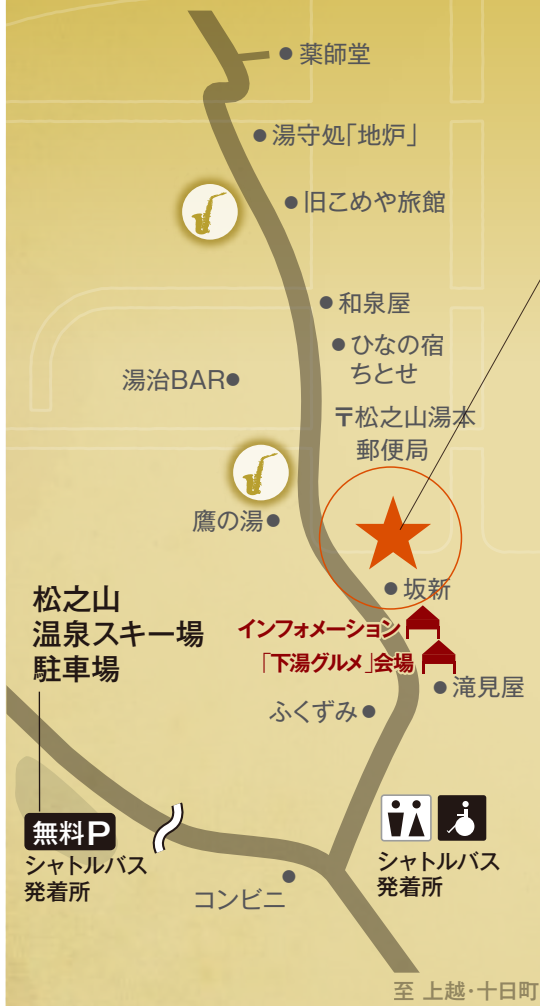 薬師堂
湯守処「地炉」
旧こめや旅館
和泉屋
ひなの宿
ちとせ
湯治BAR
〒松之山湯本
郵便局
鷹の湯
坂新
松之山
温泉スキー場
駐車場
インフォメーション
「下湯グルメ」会場
滝見屋
ふくずみ
無料P
シャトルバス
発着所
シャトルバス
発着所
コンビニ
至 上越・十日町